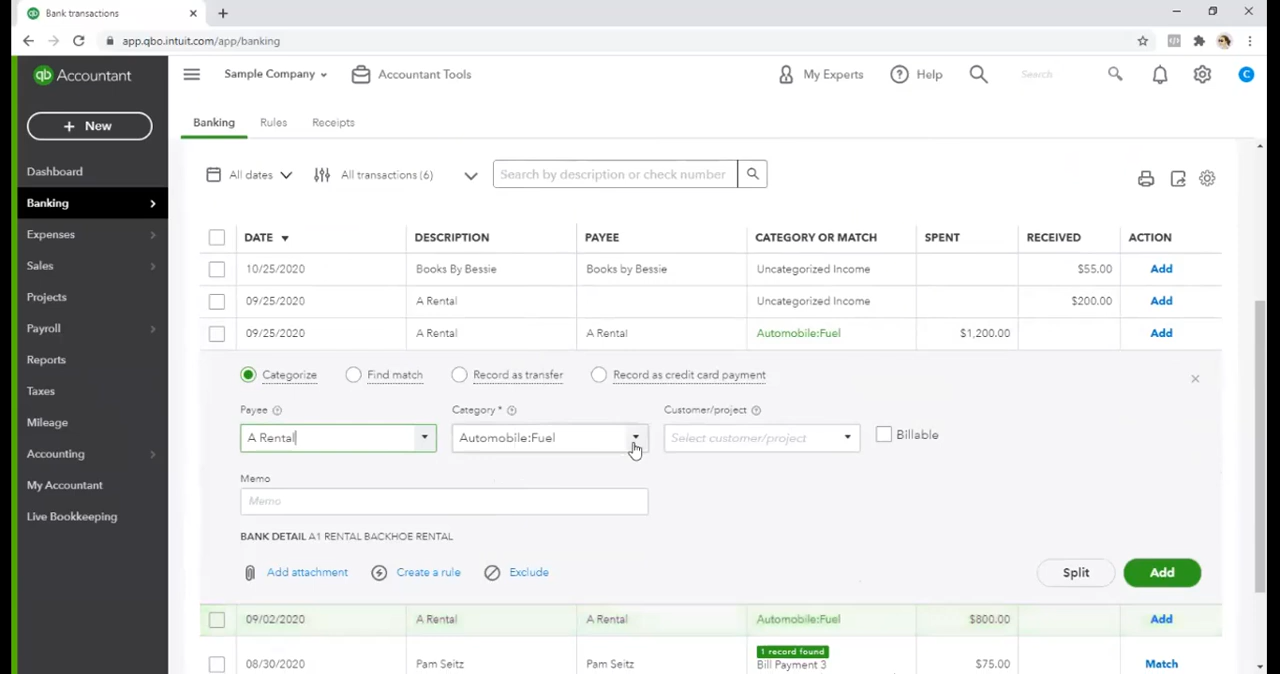 Bank transactions
app.qbo.intuit.com/app/banking
qb Accountant
Sample Company
Accountant Tools
My Experts
Help
Search
C
+ New
Dashboard
Banking
Expenses
Sales
Projects
Payroll
Reports
Taxes
Mileage
Accounting
My Accountant
Live Bookkeeping
Banking Rules Receipts
All dates All transactions (6) Search by description or check number
DATE DESCRIPTION PAYEE CATEGORY OR MATCH SPENT RECEIVED ACTION
10/25/2020 Books By Bessie Books by Bessie Uncategorized Income $55.00 Add
09/25/2020 A Rental Uncategorized Income $200.00 Add
09/25/2020 A Rental A Rental Automobile:Fuel $1,200.00 Add
Categorize Find match Record as transfer Record as credit card payment
Payee ? Category * ? Customer/project ?
A Rental Automobile:Fuel Select customer/project Billable
Memo
Memo
BANK DETAIL A1 RENTAL BACKHOE RENTAL
Add attachment Create a rule Exclude Split Add
09/02/2020 A Rental A Rental Automobile:Fuel $800.00 Add
1 record found
08/30/2020 Pam Seitz Pam Seitz Bill Payment 3 $75.00 Match